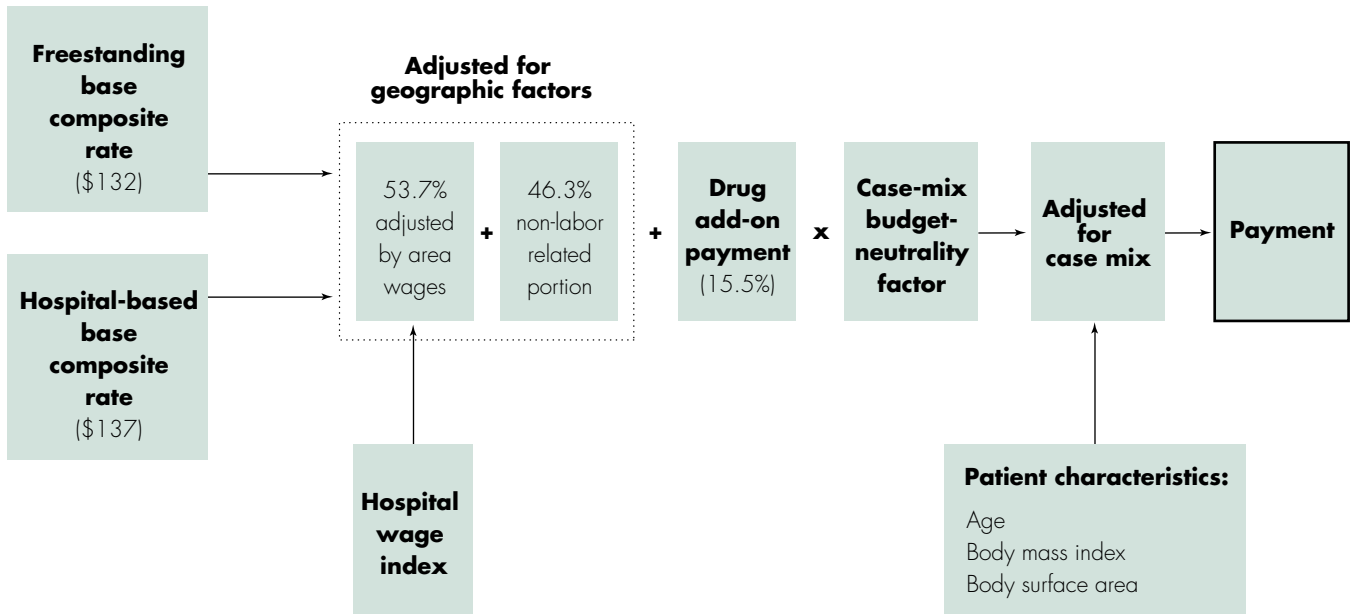 Freestanding
base
composite
rate
($132)
Hospital-based
base
composite
rate
($137)
Adjusted for
geographic factors
53.7%
adjusted
by area
wages
+
46.3%
non-labor
related
portion
+
Drug
add-on
payment
(15.5%)
x
Case-mix
budget-
neutrality
factor
Adjusted
for
case mix
Payment
Hospital
wage
index
Patient characteristics:
Age
Body mass index
Body surface area